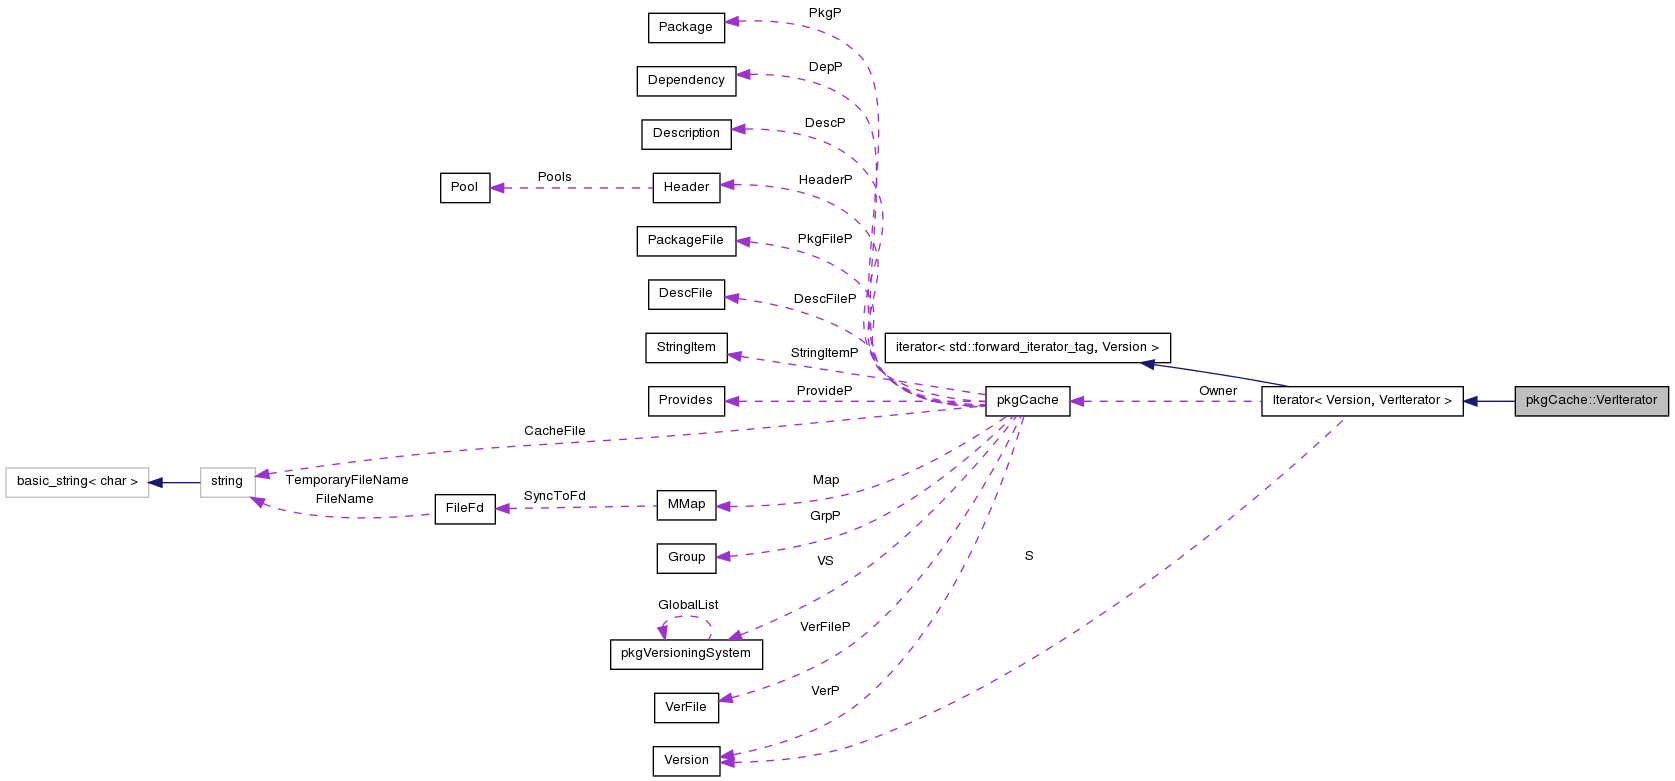 PkgP
Package
DepP
Dependency
DescP
Description
Pools
HeaderP
Pool
Header
PkgFileP
PackageFile
DescFileP
DescFile
StringItemP
StringItem
iterator< std::forward_iterator_tag, Version >
ProvideP
Owner
Provides
pkgCache
Iterator< Version, VerIterator >
pkgCache::VerIterator
CacheFile
basic_string< char >
string
TemporaryFileName
FileName
SyncToFd
FileFd
Map
MMap
GrpP
Group
VS
S
GlobalList
pkgVersioningSystem
VerFileP
VerFile
VerP
Version